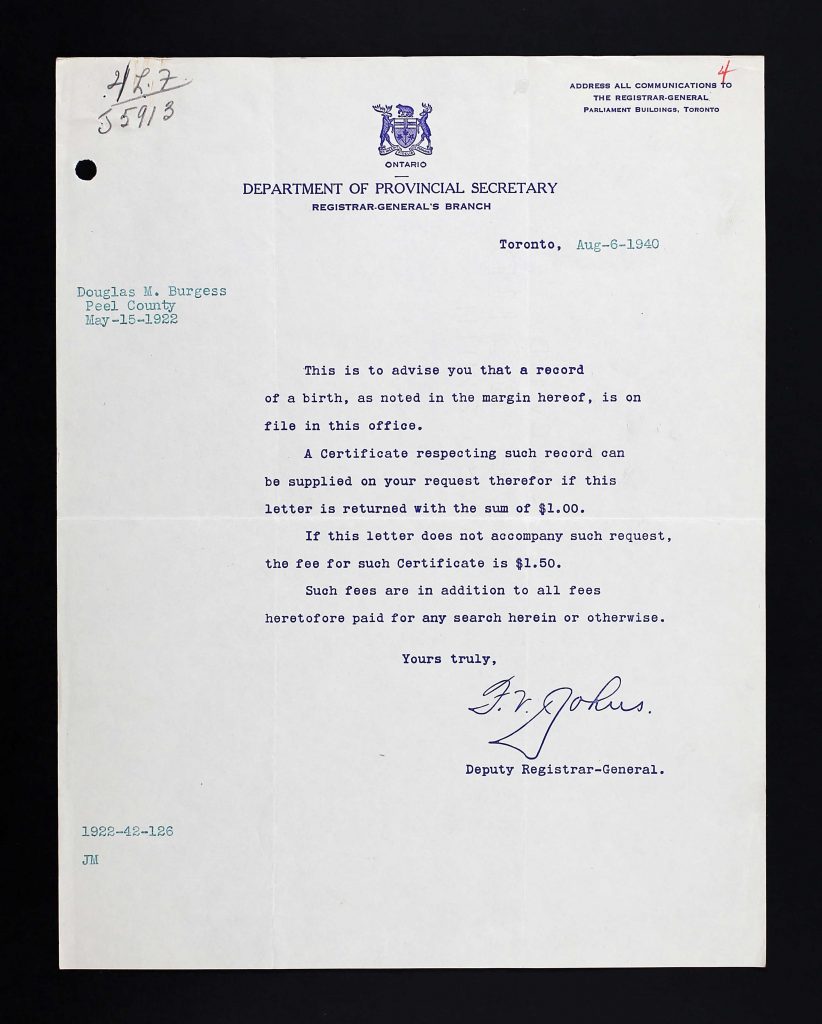 4
J5913
ADDRESS ALL COMMUNICATIONS TO
THE REGISTRAR-GENERAL
PARLIAMENT BUILDINGS, TORONTO
ONTARIO
DEPARTMENT OF PROVINCIAL SECRETARY
REGISTRAR-GENERAL'S BRANCH
Toronto, Aug-6-1940
Douglas M. Burgess
Peel County
May-15-1922
This is to advise you that a record
of a birth, as noted in the margin hereof, is on
file in this office.
A Certificate respecting such record can
be supplied on your request therefor if this
letter is returned with the sum of $1.00.
If this letter does not accompany such request,
the fee for such Certificate is $1.50.
Such fees are in addition to all fees
heretofore paid for any search herein or otherwise.
Yours truly,
F. V. Johns.
Deputy Registrar-General.
1922-42-126
JM